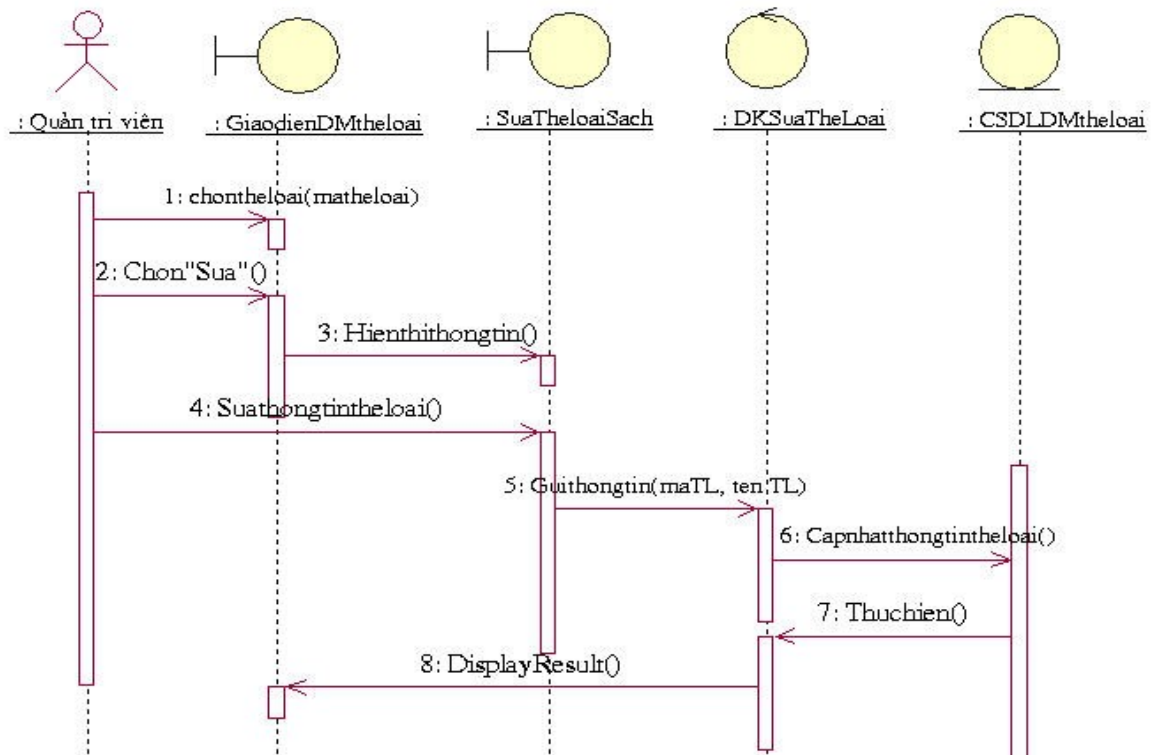 : Quản trị viên
: GiaodienDMtheloai
: SuaTheloaiSach
: DKSuaTheLoai
: CSDLDMtheloai
1: chontheloai(matheloai)
2: Chon"Sua"()
3: Hienthithongtin()
4: Suathongtintheloai()
5: Guithongtin(maTL, tenTL)
6: Capnhatthongtintheloai()
7: Thuchien()
8: DisplayResult()